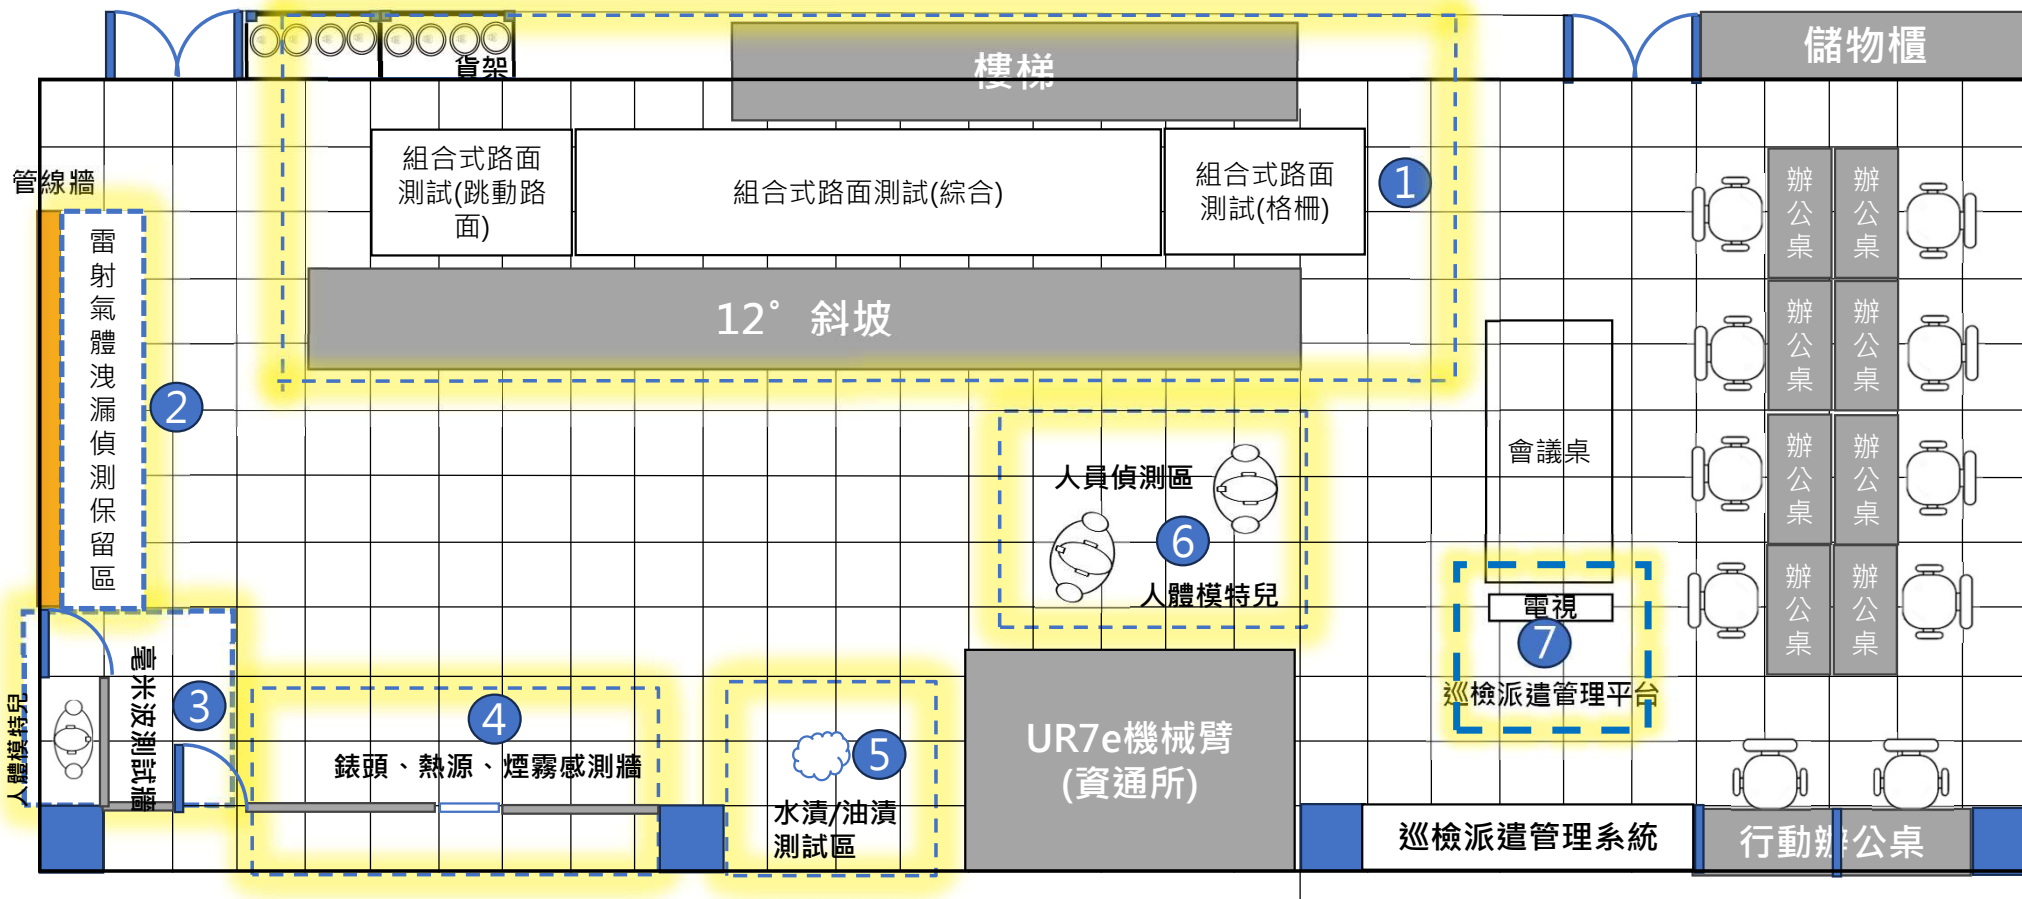 貨架
樓梯
儲物櫃
組合式路面
測試(跳動路
面)
組合式路面測試(綜合)
組合式路面
測試(格柵)
1
管線牆
雷射氣體洩漏偵測保留區
2
12° 斜坡
辦公桌
辦公桌
辦公桌
辦公桌
辦公桌
辦公桌
辦公桌
辦公桌
會議桌
人員偵測區
6
人體模特兒
電視
7
巡檢派遣管理平台
人體模特兒
毫米波測試牆
3
4
錶頭、熱源、煙霧感測牆
5
水漬/油漬
測試區
UR7e機械臂
(資通所)
巡檢派遣管理系統
行動辦公桌